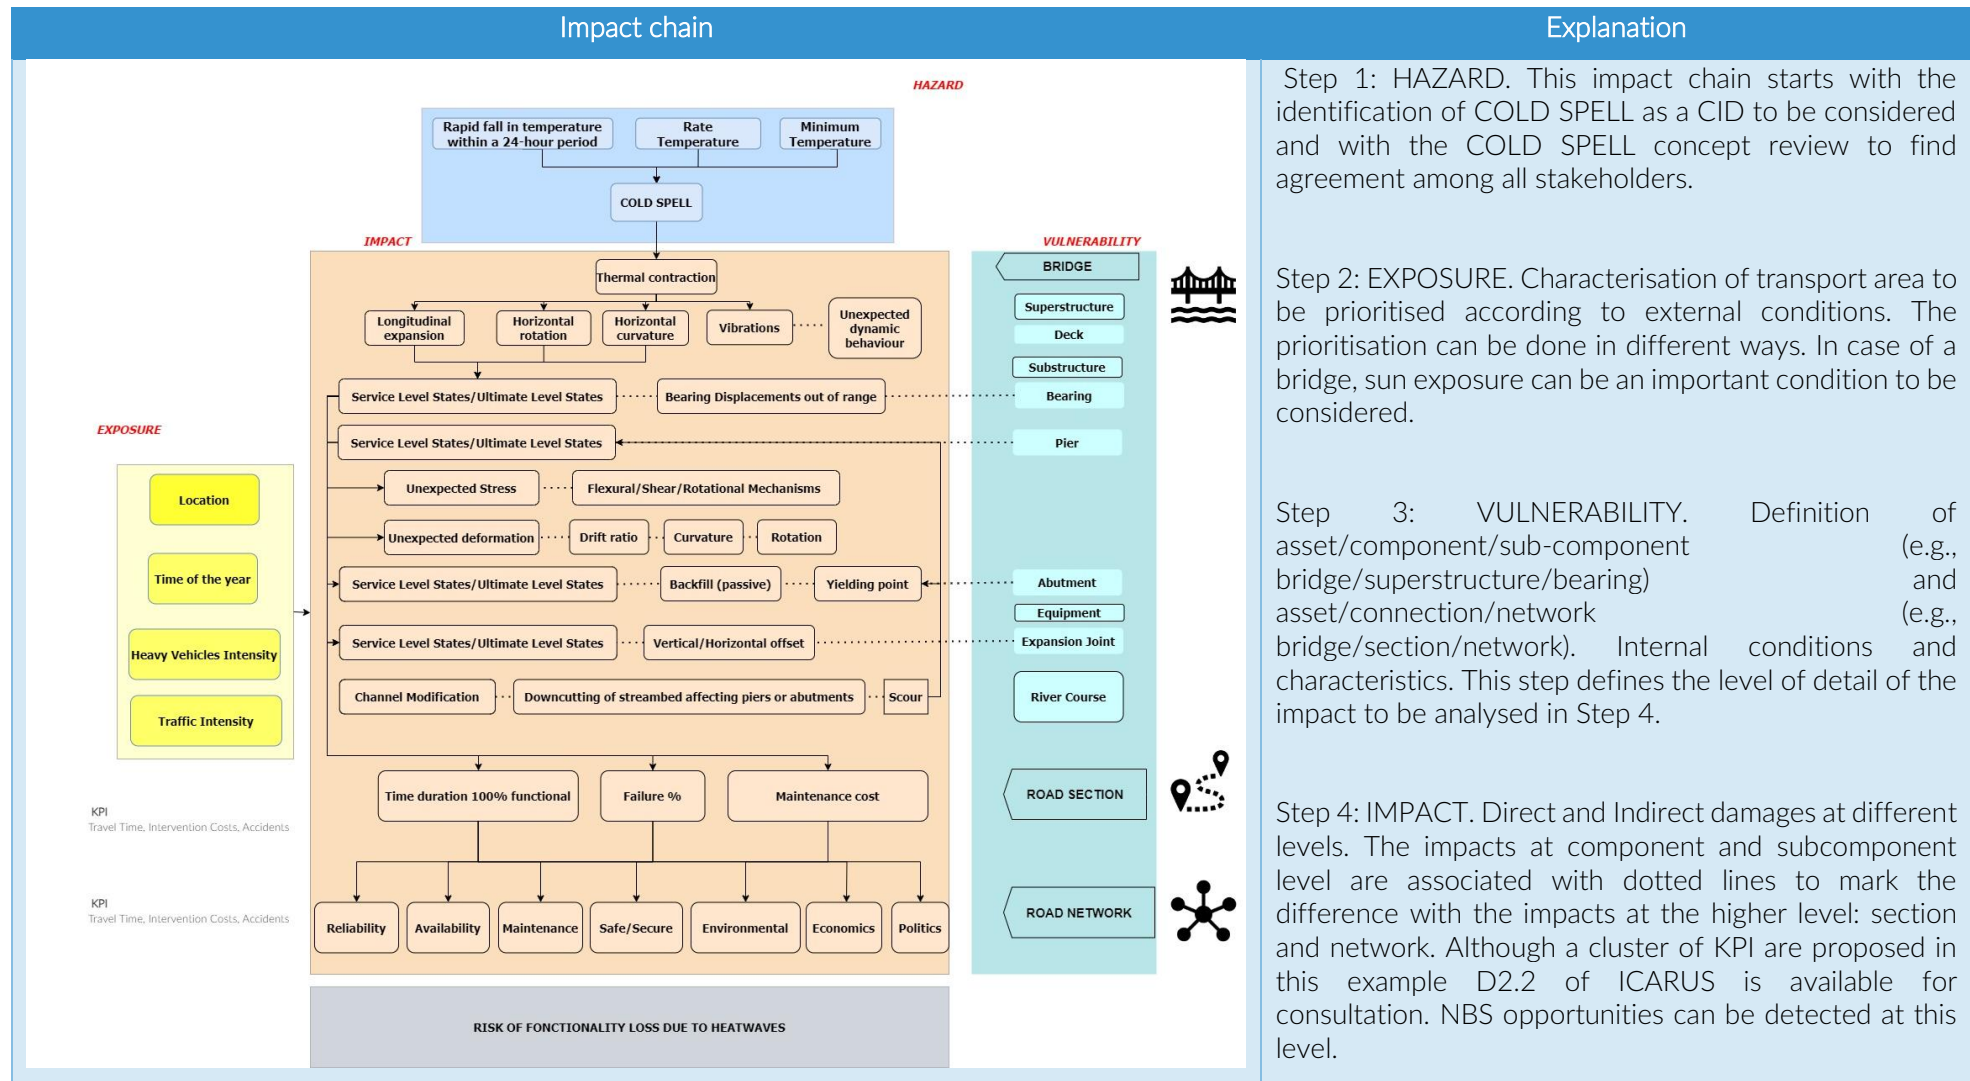 Impact chain
Explanation
HAZARD
Rapid fall in temperature
within a 24-hour period
Rate
Temperature
Minimum
Temperature
COLD SPELL
IMPACT
VULNERABILITY
Thermal contraction
BRIDGE
Longitudinal
expansion
Horizontal
rotation
Horizontal
curvature
Vibrations
Unexpected
dynamic
behaviour
Superstructure
Deck
Substructure
Service Level States/Ultimate Level States
Bearing Displacements out of range
Bearing
EXPOSURE
Service Level States/Ultimate Level States
Pier
Location
Unexpected Stress
Flexural/Shear/Rotational Mechanisms
Unexpected deformation
Drift ratio
Curvature
Rotation
Time of the year
Service Level States/Ultimate Level States
Backfill (passive)
Yielding point
Abutment
Equipment
Heavy Vehicles Intensity
Service Level States/Ultimate Level States
Vertical/Horizontal offset
Expansion Joint
Channel Modification
Downcutting of streambed affecting piers or abutments
Scour
River Course
Traffic Intensity
Time duration 100% functional
Failure %
Maintenance cost
ROAD SECTION
KPI
Travel Time, Intervention Costs, Accidents
KPI
Travel Time, Intervention Costs, Accidents
Reliability
Availability
Maintenance
Safe/Secure
Environmental
Economics
Politics
ROAD NETWORK
RISK OF FONCTIONALITY LOSS DUE TO HEATWAVES
Step 1: HAZARD. This impact chain starts with the
identification of COLD SPELL as a CID to be considered
and with the COLD SPELL concept review to find
agreement among all stakeholders.
Step 2: EXPOSURE. Characterisation of transport area to
be prioritised according to external conditions. The
prioritisation can be done in different ways. In case of a
bridge, sun exposure can be an important condition to be
considered.
Step 3: VULNERABILITY. Definition of
asset/component/sub-component (e.g.,
bridge/superstructure/bearing) and
asset/connection/network (e.g.,
bridge/section/network). Internal conditions and
characteristics. This step defines the level of detail of the
impact to be analysed in Step 4.
Step 4: IMPACT. Direct and Indirect damages at different
levels. The impacts at component and subcomponent
level are associated with dotted lines to mark the
difference with the impacts at the higher level: section
and network. Although a cluster of KPI are proposed in
this example D2.2 of ICARUS is available for
consultation. NBS opportunities can be detected at this
level.